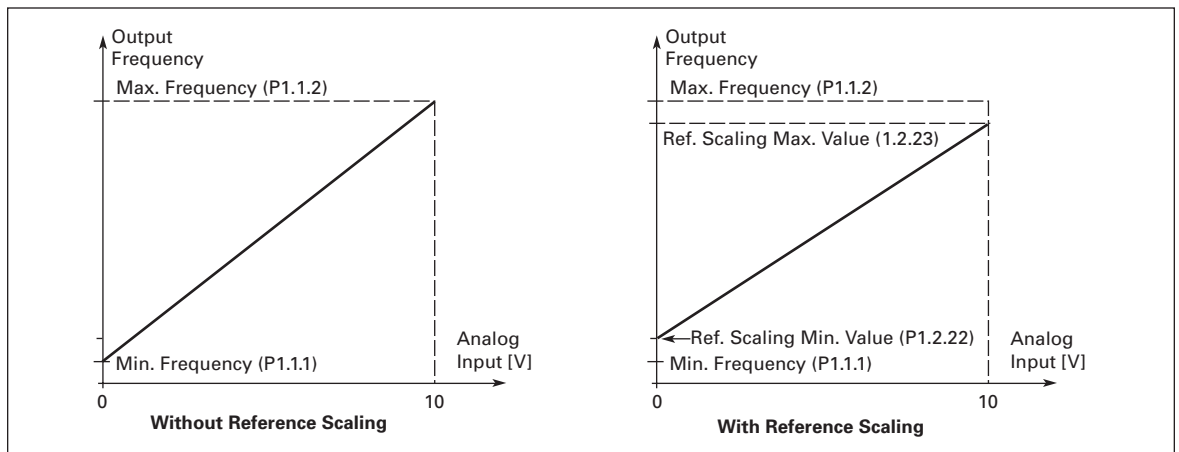 Output
Frequency
Max. Frequency (P1.1.2)
Min. Frequency (P1.1.1)
Analog
Input [V]
0
10
Without Reference Scaling
Output
Frequency
Max. Frequency (P1.1.2)
Ref. Scaling Max. Value (1.2.23)
Ref. Scaling Min. Value (P1.2.22)
Min. Frequency (P1.1.1)
Analog
Input [V]
0
10
With Reference Scaling